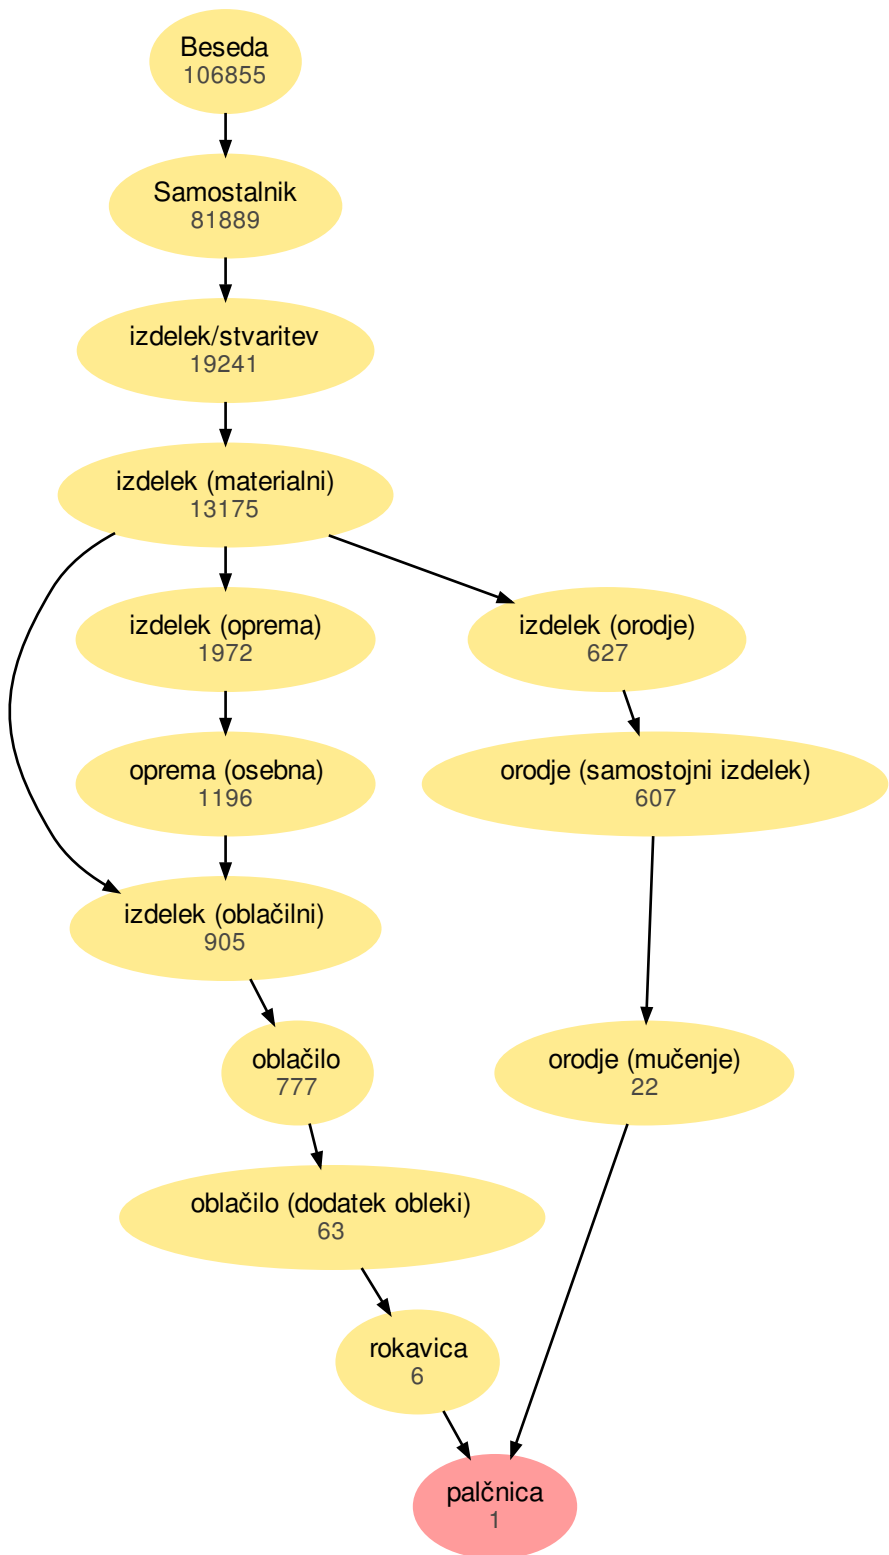 Beseda
106855
Samostalnik
81889
izdelek/stvaritev
19241
izdelek (materialni)
13175
izdelek (oprema)
1972
izdelek (orodje)
627
oprema (osebna)
1196
orodje (samostojni izdelek)
607
izdelek (oblačilni)
905
oblačilo
777
orodje (mučenje)
22
oblačilo (dodatek obleki)
63
rokavica
6
palčnica
1